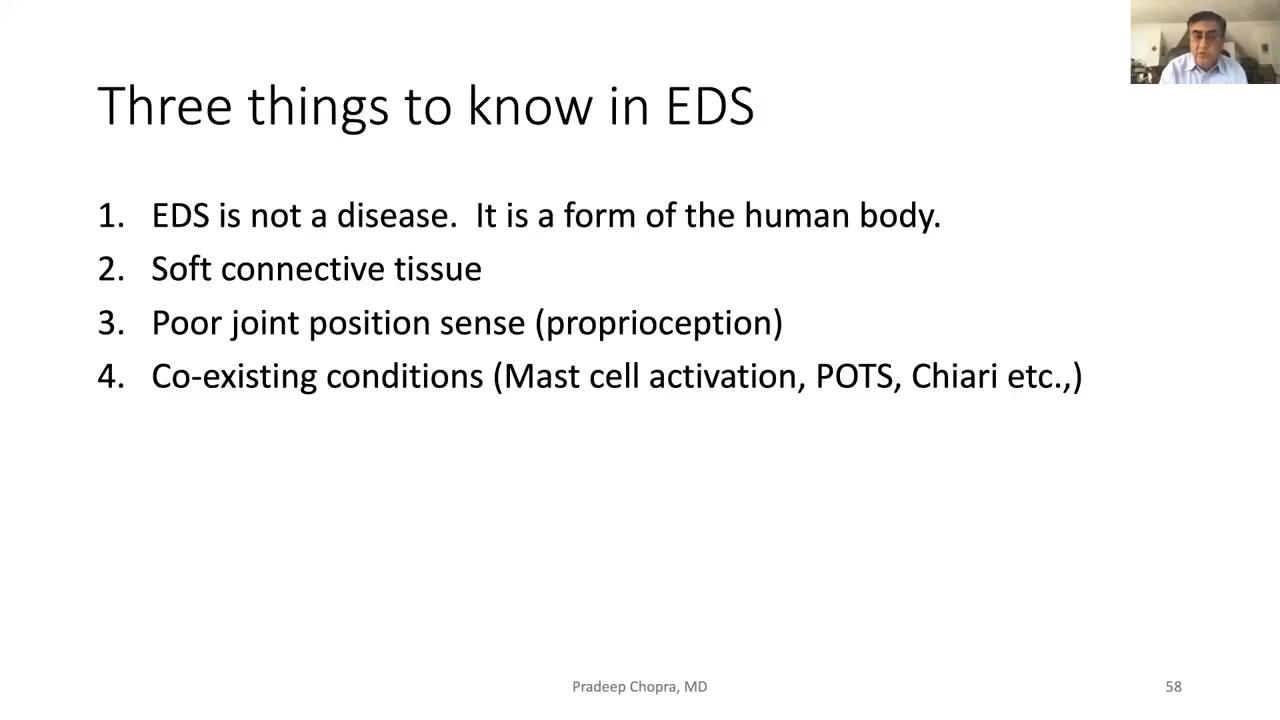 Three things to know in EDS
1. EDS is not a disease.  It is a form of the human body.
2. Soft connective tissue
3. Poor joint position sense (proprioception)
4. Co-existing conditions (Mast cell activation, POTS, Chiari etc.,)
Pradeep Chopra, MD
58